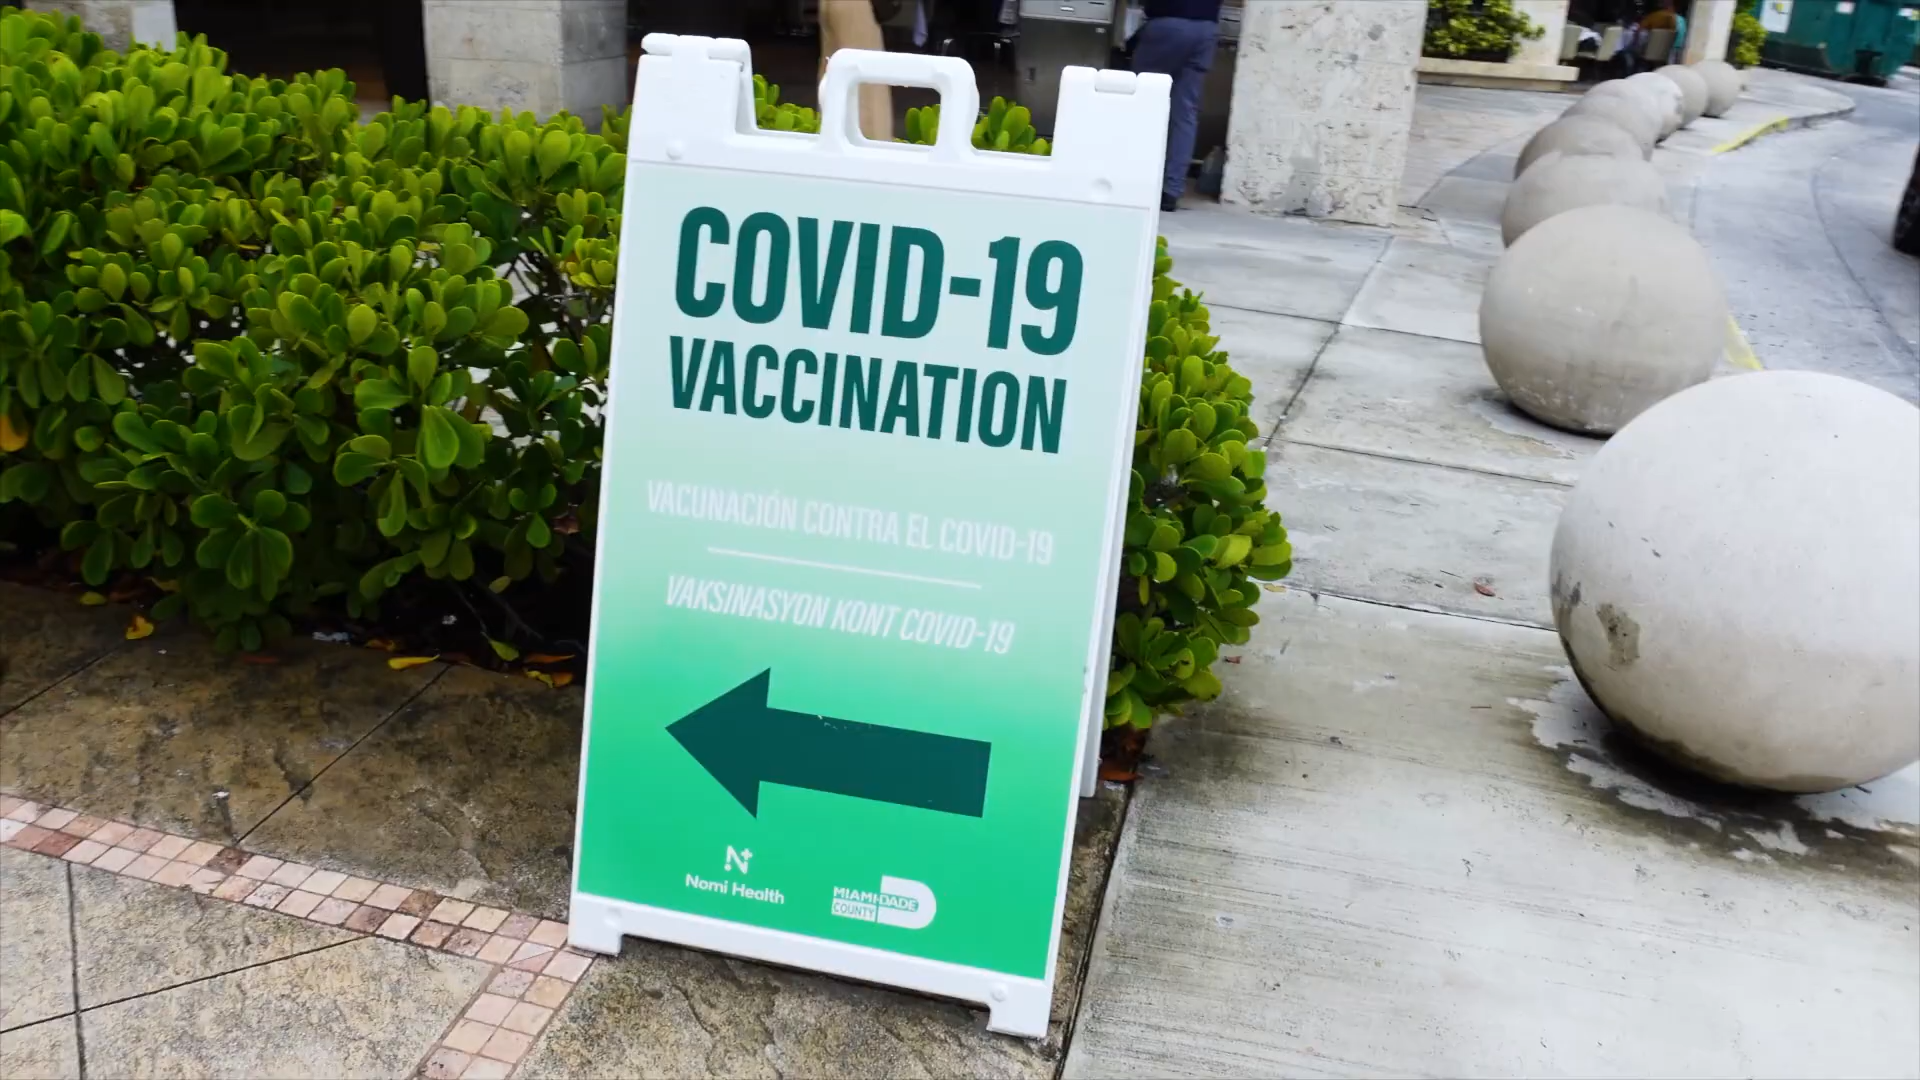 COVID-19
VACCINATION
VACUNACIÓN CONTRA EL COVID-19
VAKSINASYON KONT COVID-19
Nomi Health
MIAMI-DADE
COUNTY